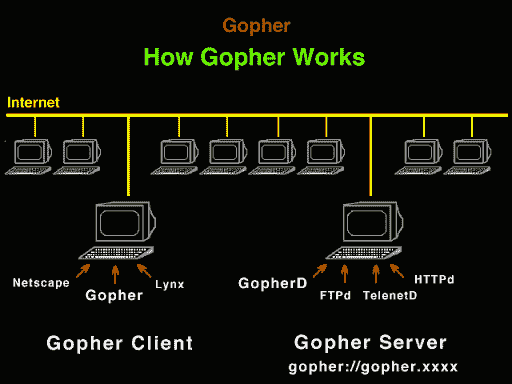 Gopher
How Gopher Works
Internet
Netscape
Gopher
Lynx
GopherD
FTPd
TelenetD
HTTPd
Gopher Client
Gopher Server
gopher://gopher.xxxx